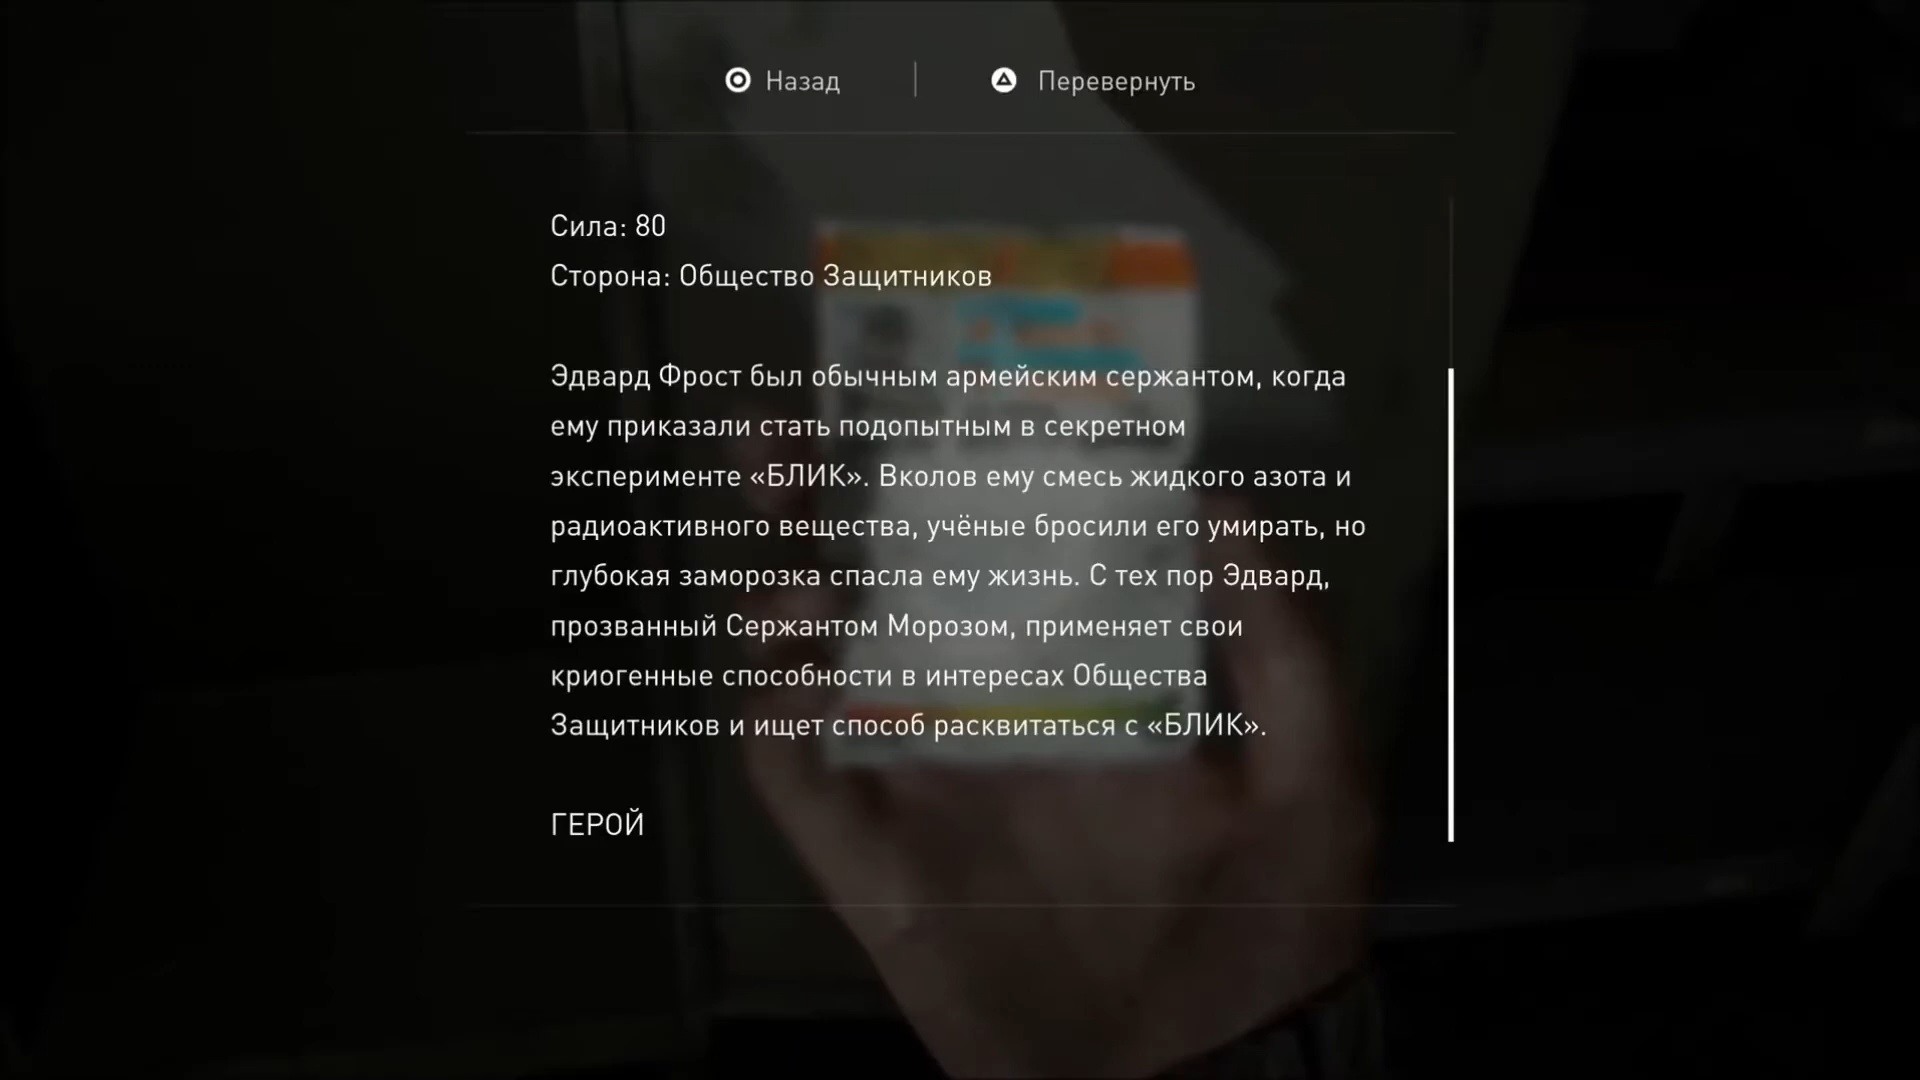 Назад
Перевернуть
Сила: 80
Сторона: Общество Защитников
Эдвард Фрост был обычным армейским сержантом, когда
ему приказали стать подопытным в секретном
эксперименте «БЛИК». Вколов ему смесь жидкого азота и
радиоактивного вещества, учёные бросили его умирать, но
глубокая заморозка спасла ему жизнь. С тех пор Эдвард,
прозванный Сержантом Морозом, применяет свои
криогенные способности в интересах Общества
Защитников и ищет способ расквитаться с «БЛИК».
ГЕРОЙ